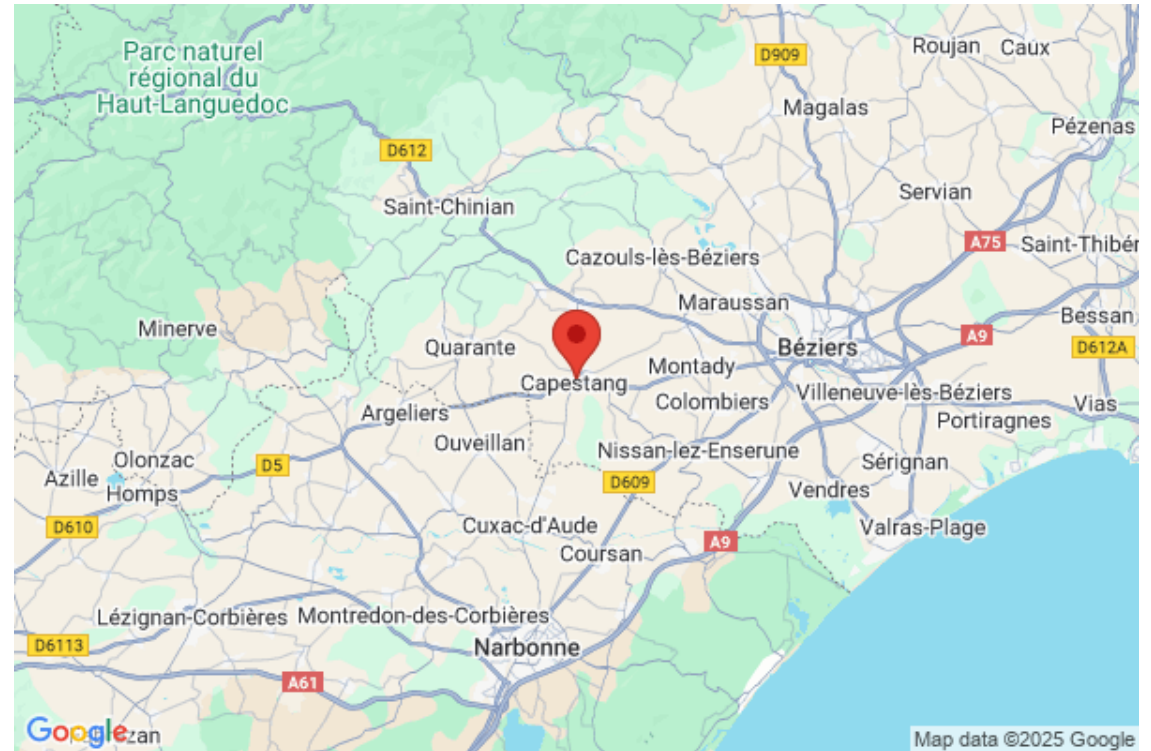 Parc naturel
régional du
Haut-Languedoc
D909
Roujan
Caux
Magalas
Pézenas
D612
Saint-Chinian
Servian
A75
Saint-Thibér
Cazouls-lès-Béziers
Maraussan
Bessan
Minerve
Quarante
Béziers
A9
D612A
Montady
Capestang
Colombiers
Villeneuve-lès-Béziers
Vias
Argeliers
Portiragnes
Ouveillan
Nissan-lez-Enserune
Olonzac
D5
Sérignan
Azille
Homps
D609
Vendres
D610
Cuxac-d'Aude
Valras-Plage
Coursan
A9
Lézignan-Corbières
Montredon-des-Corbières
D6113
Narbonne
A61
Google
zan
Map data ©2025 Google